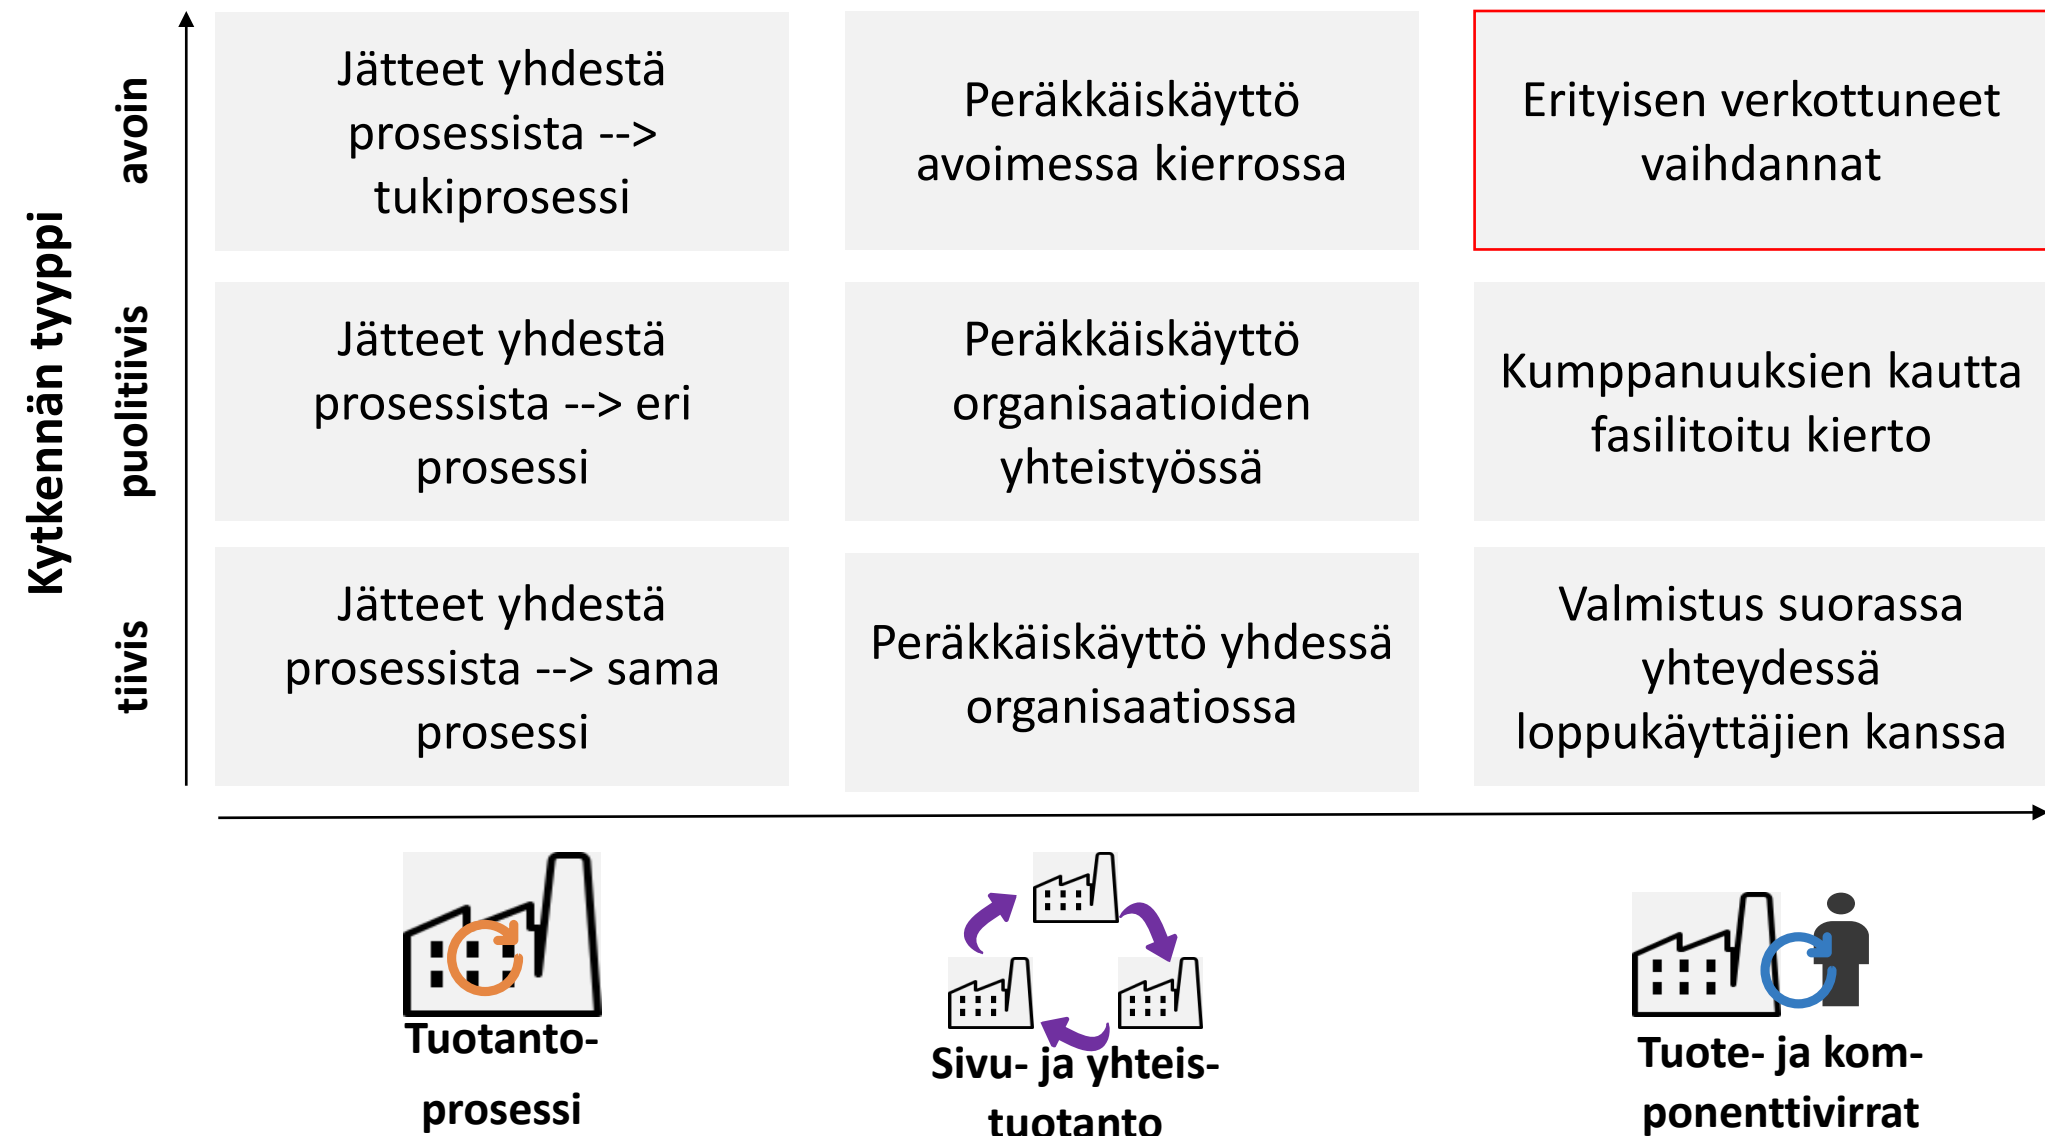 Kytkennän tyyppi
avoin
Jätteet yhdestä
prosessista -->
tukiprosessi
Peräkkäiskäyttö
avoimessa kierrossa
Erityisen verkottuneet
vaihdannat
puolitiivis
Jätteet yhdestä
prosessista --> eri
prosessi
Peräkkäiskäyttö
organisaatioiden
yhteistyössä
Kumppanuuksien kautta
fasilitoitu kierto
tiivis
Jätteet yhdestä
prosessista --> sama
prosessi
Peräkkäiskäyttö yhdessä
organisaatiossa
Valmistus suorassa
yhteydessä
loppukäyttäjien kanssa
Tuotanto-
prosessi
Sivu- ja yhteis-
tuotanto
Tuote- ja kom-
ponenttivirrat